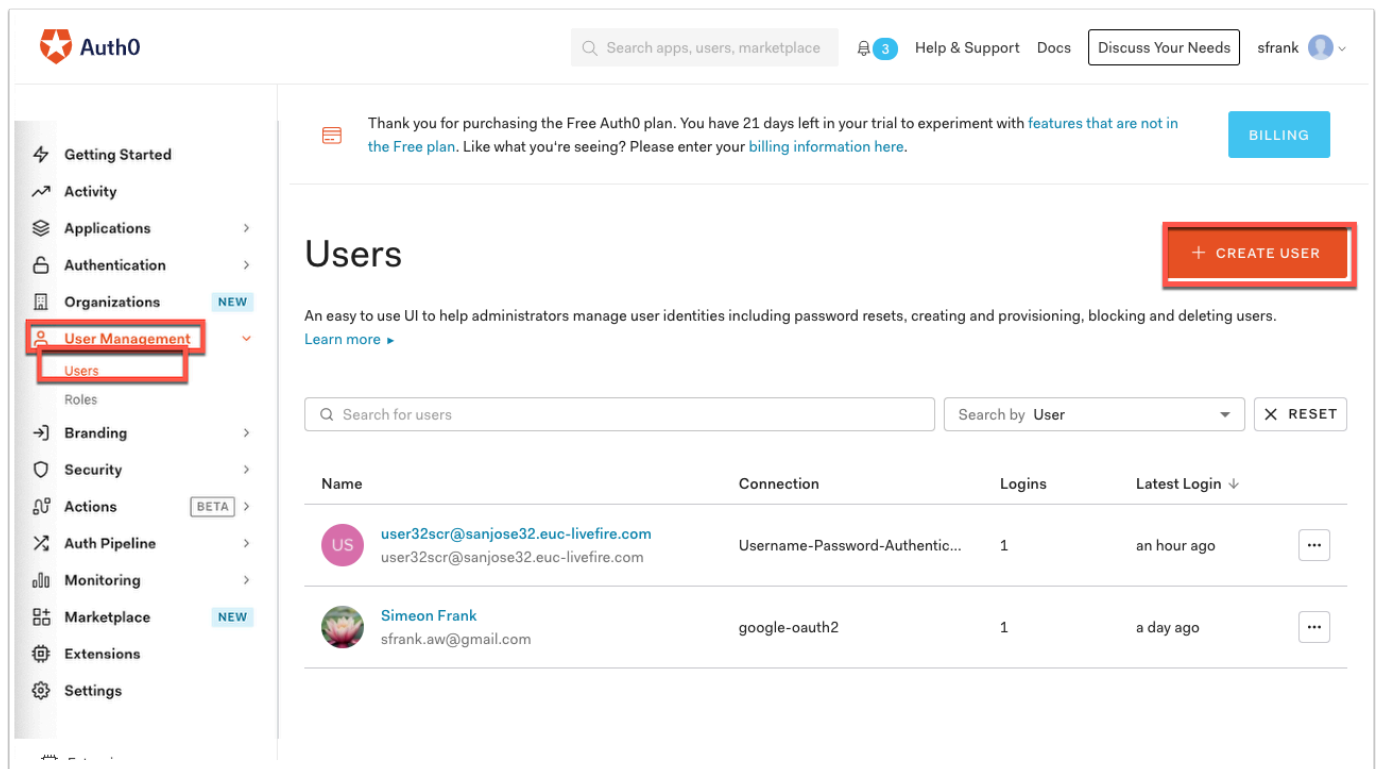 Auth0
Search apps, users, marketplace
3
Help & Support
Docs
Discuss Your Needs
sfrank
Getting Started
Activity
Applications
Authentication
Organizations NEW
User Management
Users
Roles
Branding
Security
Actions BETA
Auth Pipeline
Monitoring
Marketplace NEW
Extensions
Settings
Thank you for purchasing the Free Auth0 plan. You have 21 days left in your trial to experiment with features that are not in
the Free plan. Like what you're seeing? Please enter your billing information here.
BILLING
Users
+ CREATE USER
An easy to use UI to help administrators manage user identities including password resets, creating and provisioning, blocking and deleting users.
Learn more ▸
Search for users
Search by User
RESET
Name Connection Logins Latest Login ↓
US
user32scr@sanjose32.euc-livefire.com
user32scr@sanjose32.euc-livefire.com
Username-Password-Authentic... 1 an hour ago ...
Simeon Frank
sfrank.aw@gmail.com
google-oauth2 1 a day ago ...